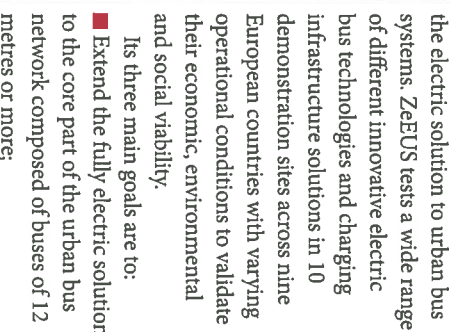 the electric solution to urban bus
systems. ZeEUS tests a wide range
of different innovative electric
bus technologies and charging
infrastructure solutions in 10
demonstration sites across nine
European countries with varying
operational conditions to validate
their economic, environmental
and social viability.
Its three main goals are to:
■ Extend the fully electric solution
to the core part of the urban bus
network composed of buses of 12
metres or more;